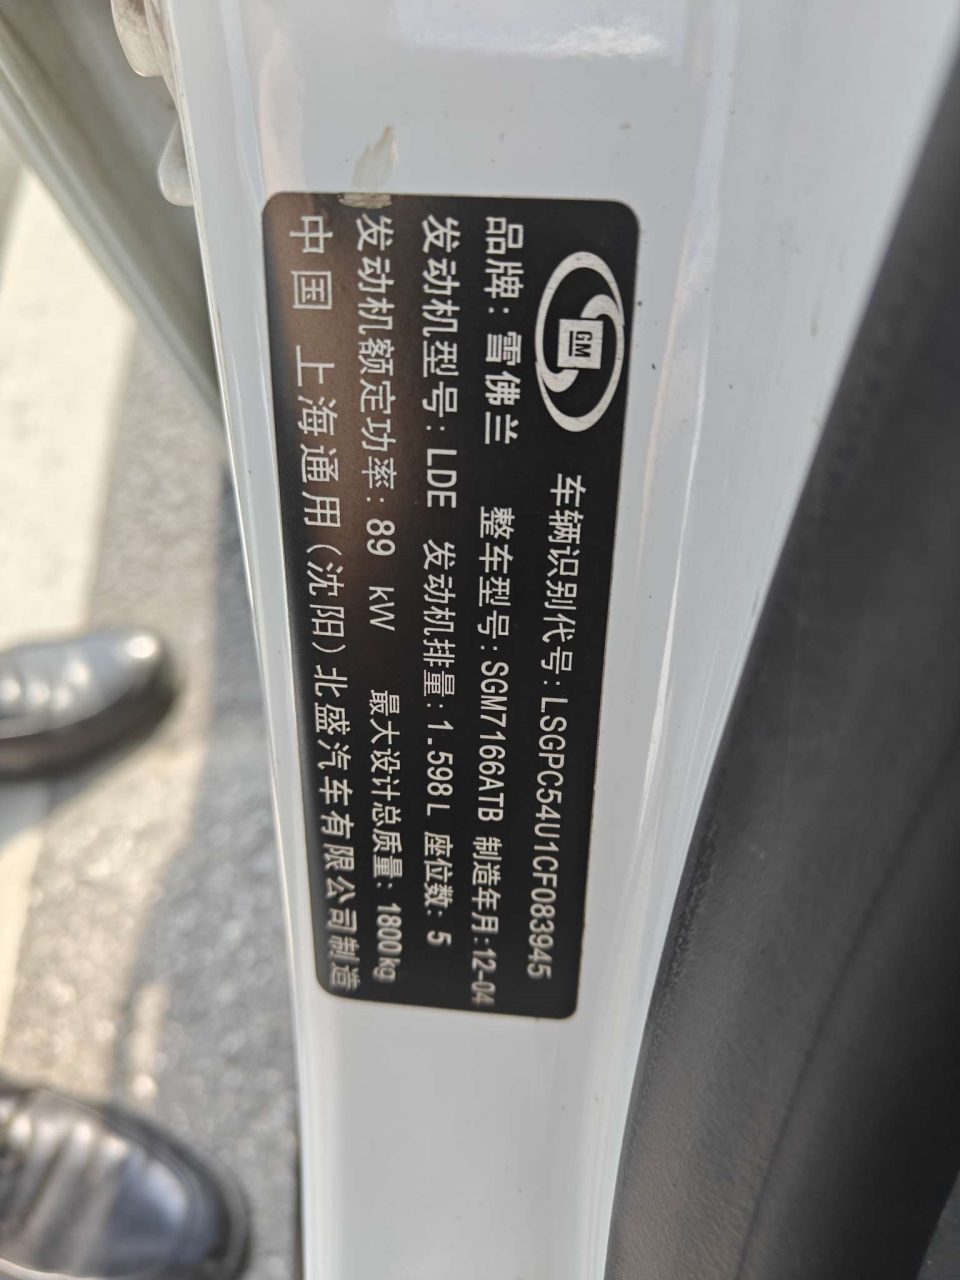 GM
车辆识别代号:LSGPC54U1CF083945
品牌:雪佛兰 整车型号:SGM7166ATB 制造年月:12-04
发动机型号:LDE 发动机排量:1.598L 座位数:5
发动机额定功率:89 kW 最大设计总质量:1800kg
中国 上海通用(沈阳)北盛汽车有限公司制造